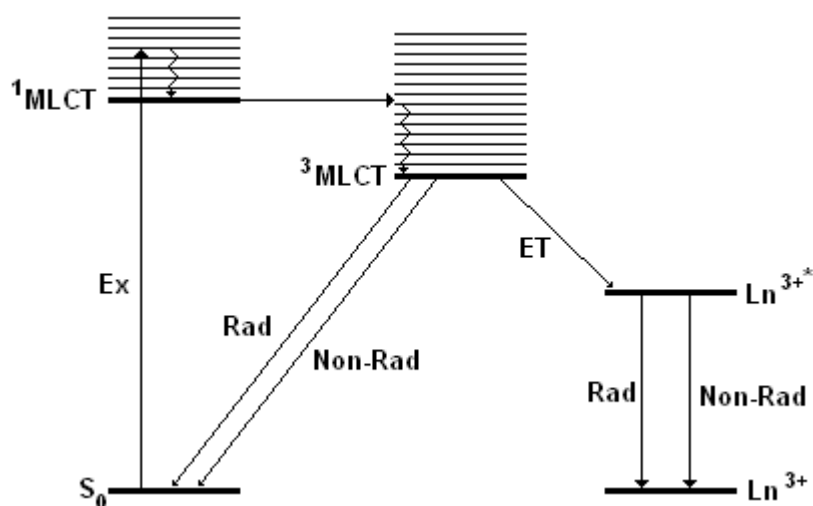 ¹MLCT
³MLCT
ET
Ex
Ln³⁺*
Rad
Non-Rad
Rad
Non-Rad
S₀
Ln³⁺